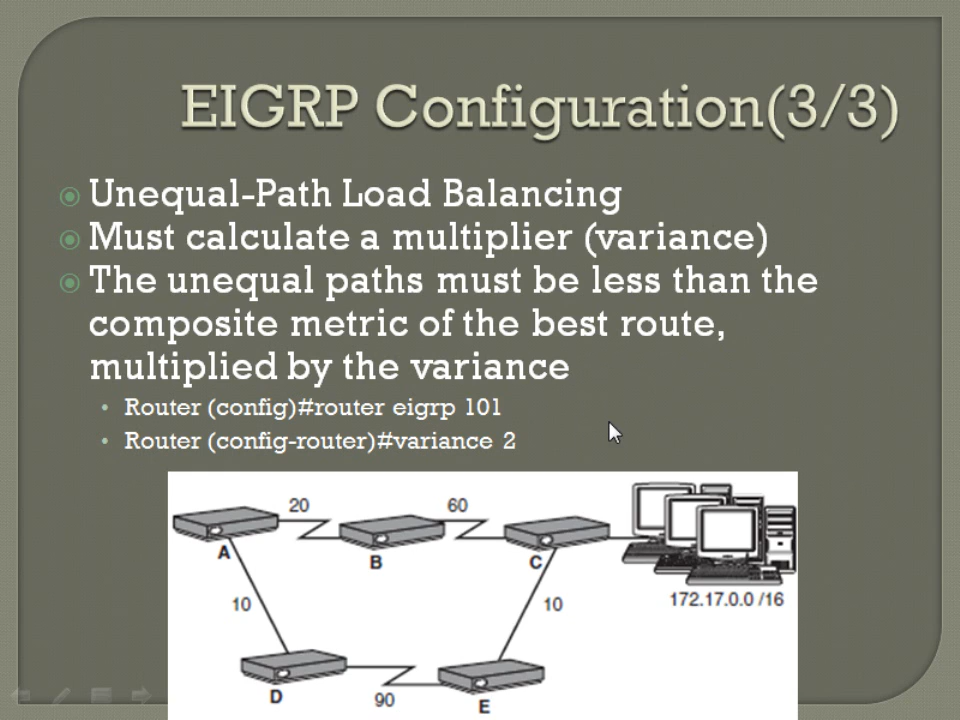 EIGRP Configuration(3/3)
Unequal-Path Load Balancing
Must calculate a multiplier (variance)
The unequal paths must be less than the
composite metric of the best route,
multiplied by the variance
Router (config)#router eigrp 101
Router (config-router)#variance 2
20
60
A
B
C
172.17.0.0 /16
10
10
D
90
E